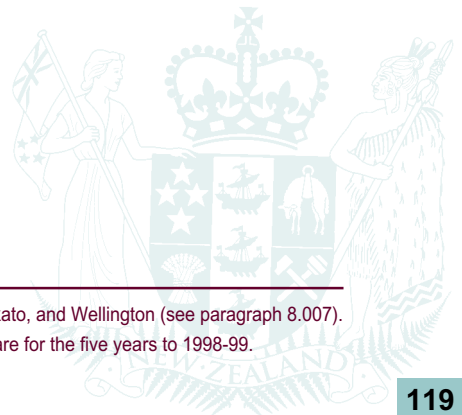 ato, and Wellington (see paragraph 8.007).
are for the five years to 1998-99.
NEW ZEALAND
119